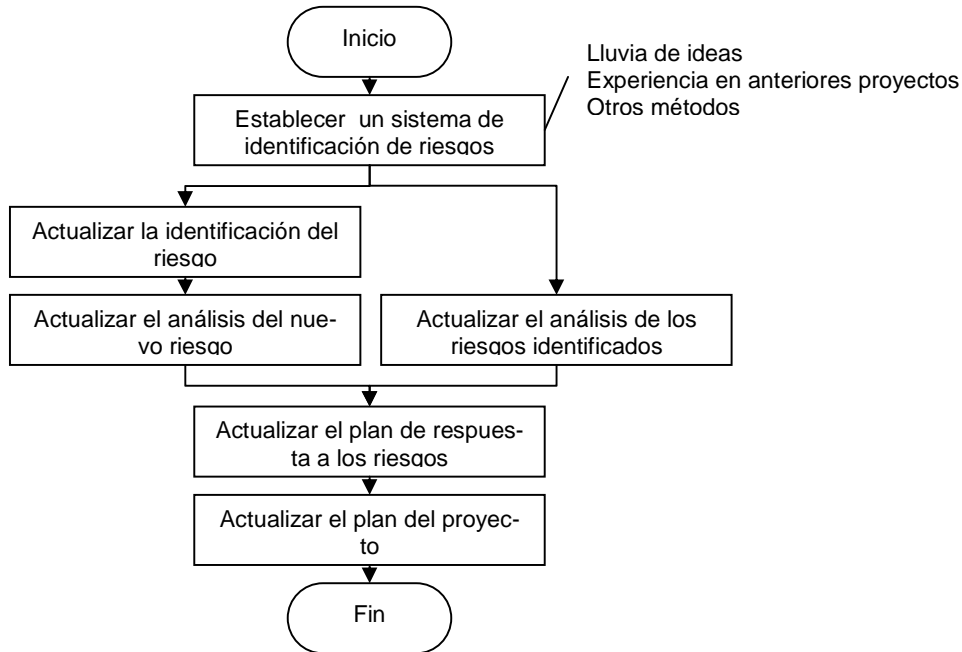 Inicio
Lluvia de ideas
Experiencia en anteriores proyectos
Otros métodos
Establecer un sistema de
identificación de riesgos
Actualizar la identificación del
riesgo
Actualizar el análisis del nue-
vo riesgo
Actualizar el análisis de los
riesgos identificados
Actualizar el plan de respues-
ta a los riesgos
Actualizar el plan del proyec-
to
Fin